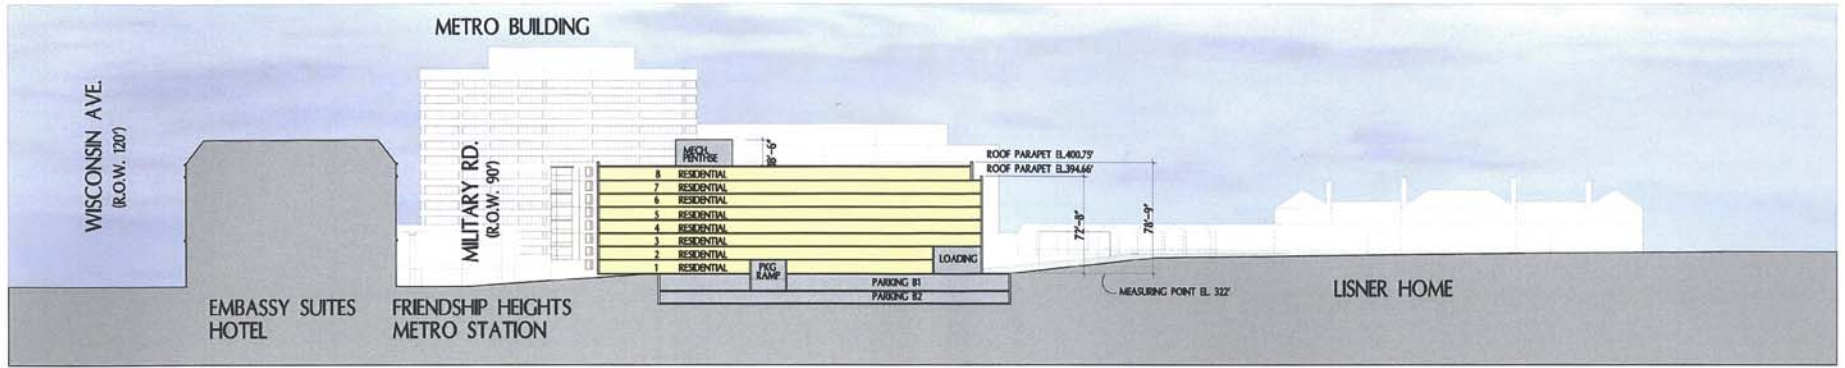 METRO BUILDING
WISCONSIN AVE.
(R.O.W. 120')
MILITARY RD.
(R.O.W. 90')
MECH.
PENTHSE
18'-6"
ROOF PARAPET EL.400.75'
ROOF PARAPET EL.394.66'
8 RESIDENTIAL
7 RESIDENTIAL
6 RESIDENTIAL
5 RESIDENTIAL
4 RESIDENTIAL
3 RESIDENTIAL
2 RESIDENTIAL
1 RESIDENTIAL
PKG
RAMP
LOADING
72'-8"
78'-9"
PARKING B1
PARKING B2
MEASURING POINT EL. 322'
EMBASSY SUITES
HOTEL
FRIENDSHIP HEIGHTS
METRO STATION
LISNER HOME